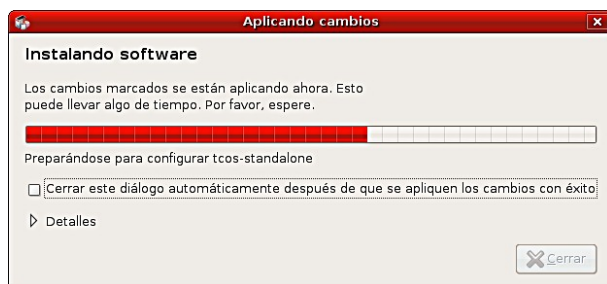 Aplicando cambios
Instalando software
Los cambios marcados se están aplicando ahora. Esto
puede llevar algo de tiempo. Por favor, espere.
Preparándose para configurar tcos-standalone
Cerrar este diálogo automáticamente después de que se apliquen los cambios con éxito
Detalles
Cerrar